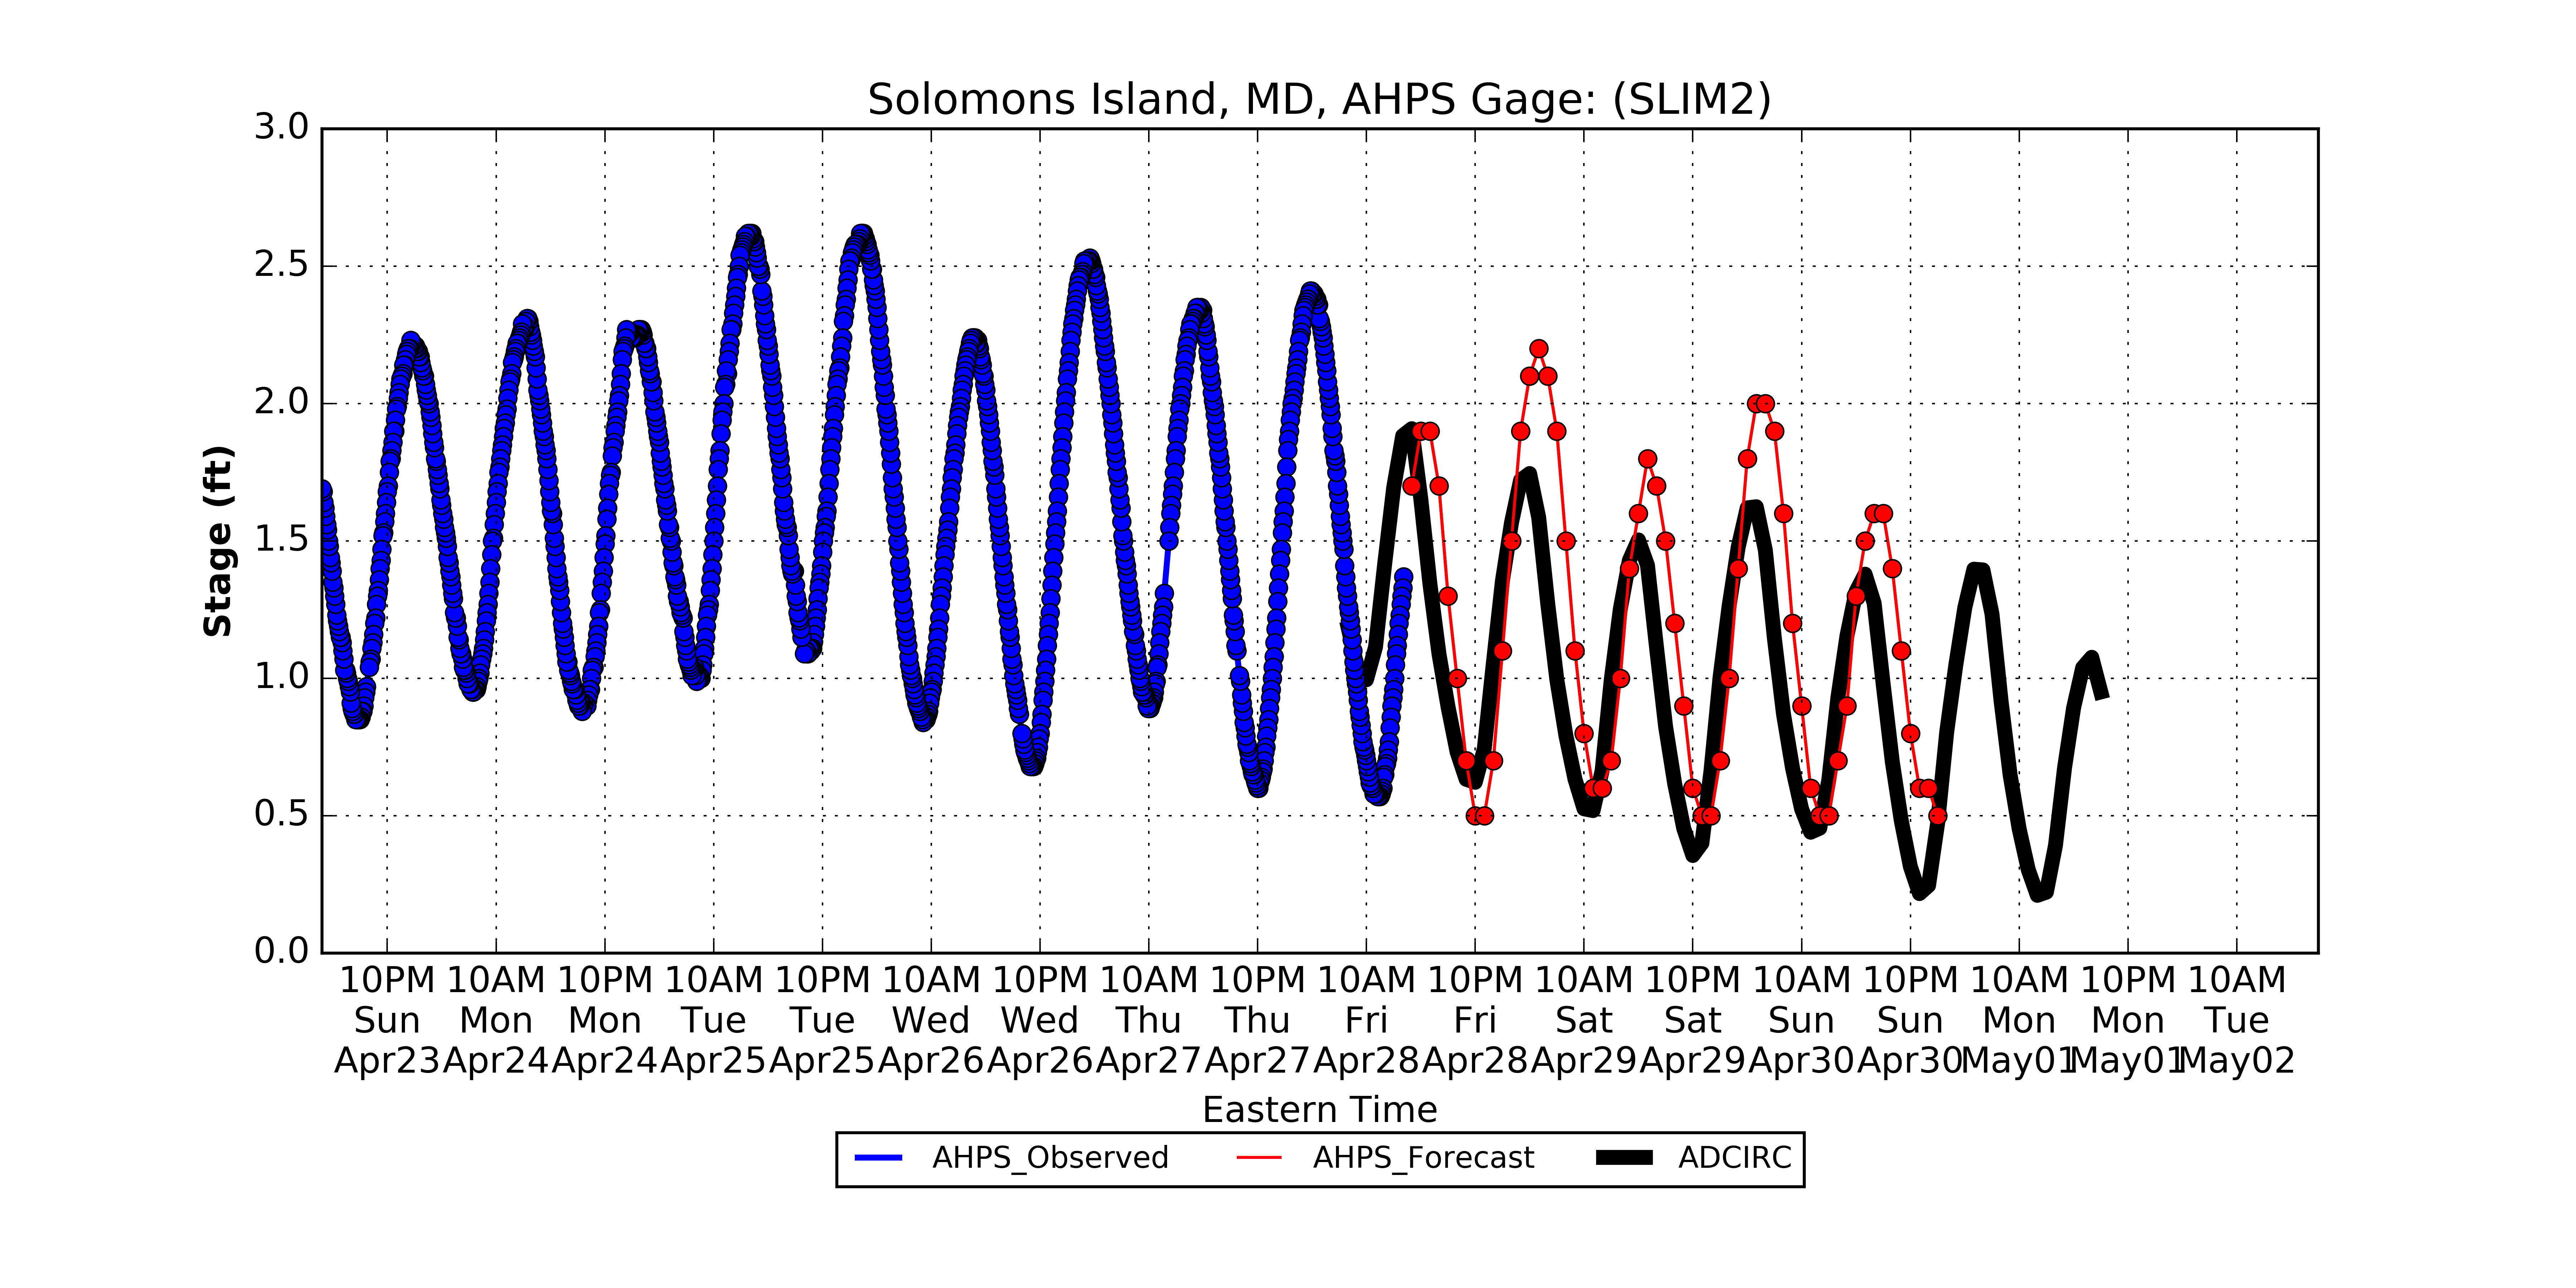 Solomons Island, MD, AHPS Gage: (SLIM2)
3.0
2.5
2.0
1.5
1.0
0.5
0.0
Stage (ft)
10PM 10AM 10PM 10AM 10PM 10AM 10PM 10AM 10PM 10AM 10PM 10AM 10PM 10AM 10PM 10AM 10PM 10AM
Sun Mon Mon Tue Tue Wed Wed Thu Thu Fri Fri Sat Sat Sun Sun Mon Mon Tue
Apr23 Apr24 Apr24 Apr25 Apr25 Apr26 Apr26 Apr27 Apr27 Apr28 Apr28 Apr29 Apr29 Apr30 Apr30 May01 May01 May02
Eastern Time
AHPS_Observed AHPS_Forecast ADCIRC